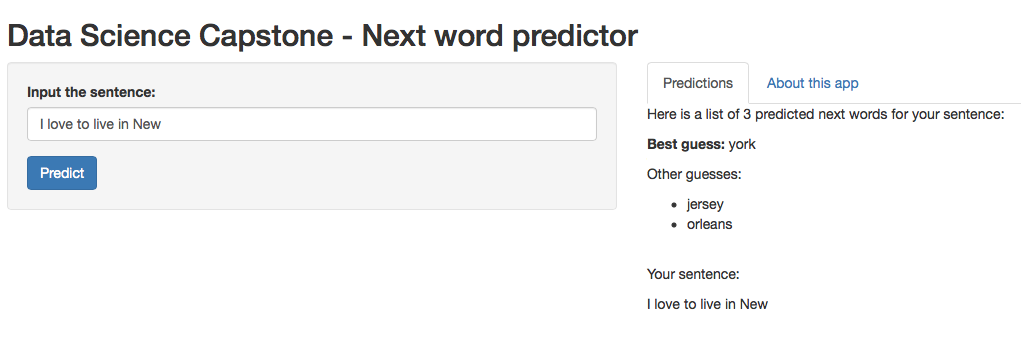 Data Science Capstone - Next word predictor
Input the sentence:
I love to live in New
Predict
Predictions
About this app
Here is a list of 3 predicted next words for your sentence:
Best guess: york
Other guesses:
jersey
orleans
Your sentence:
I love to live in New